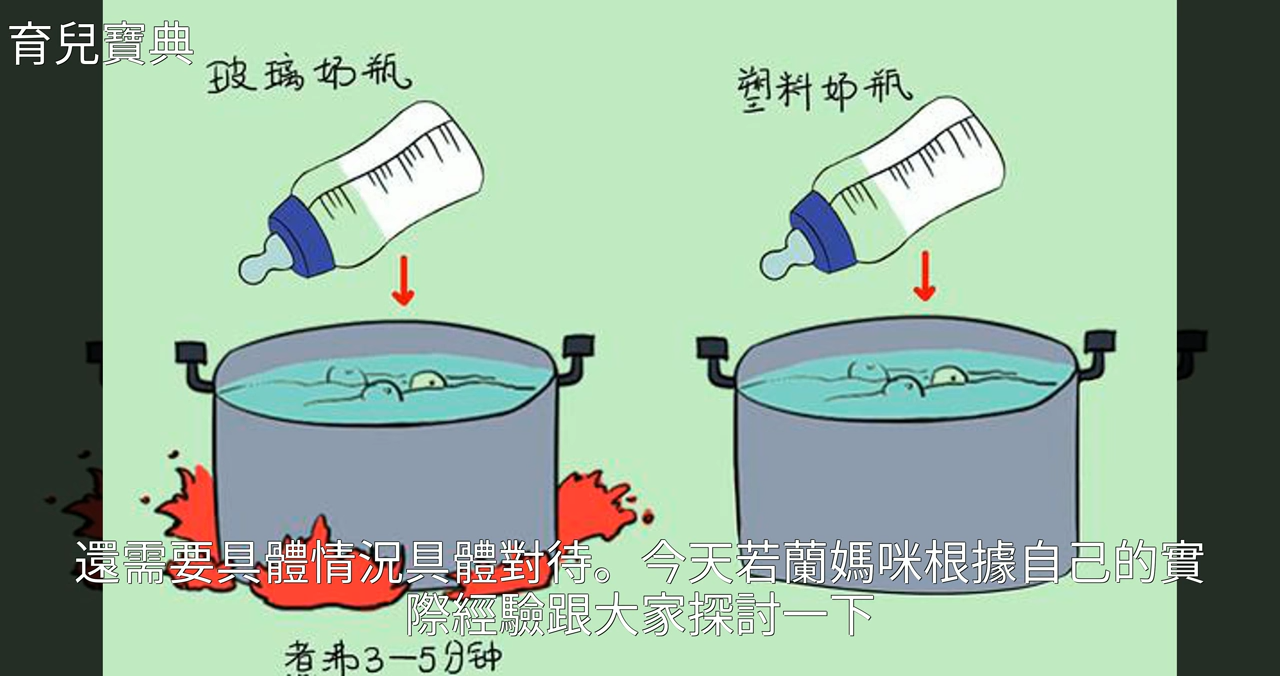 育兒寶典
玻璃奶瓶
塑料奶瓶
還需要具體情況具體對待。今天若蘭媽咪根據自己的實
際經驗跟大家探討一下
煮沸3-5分钟